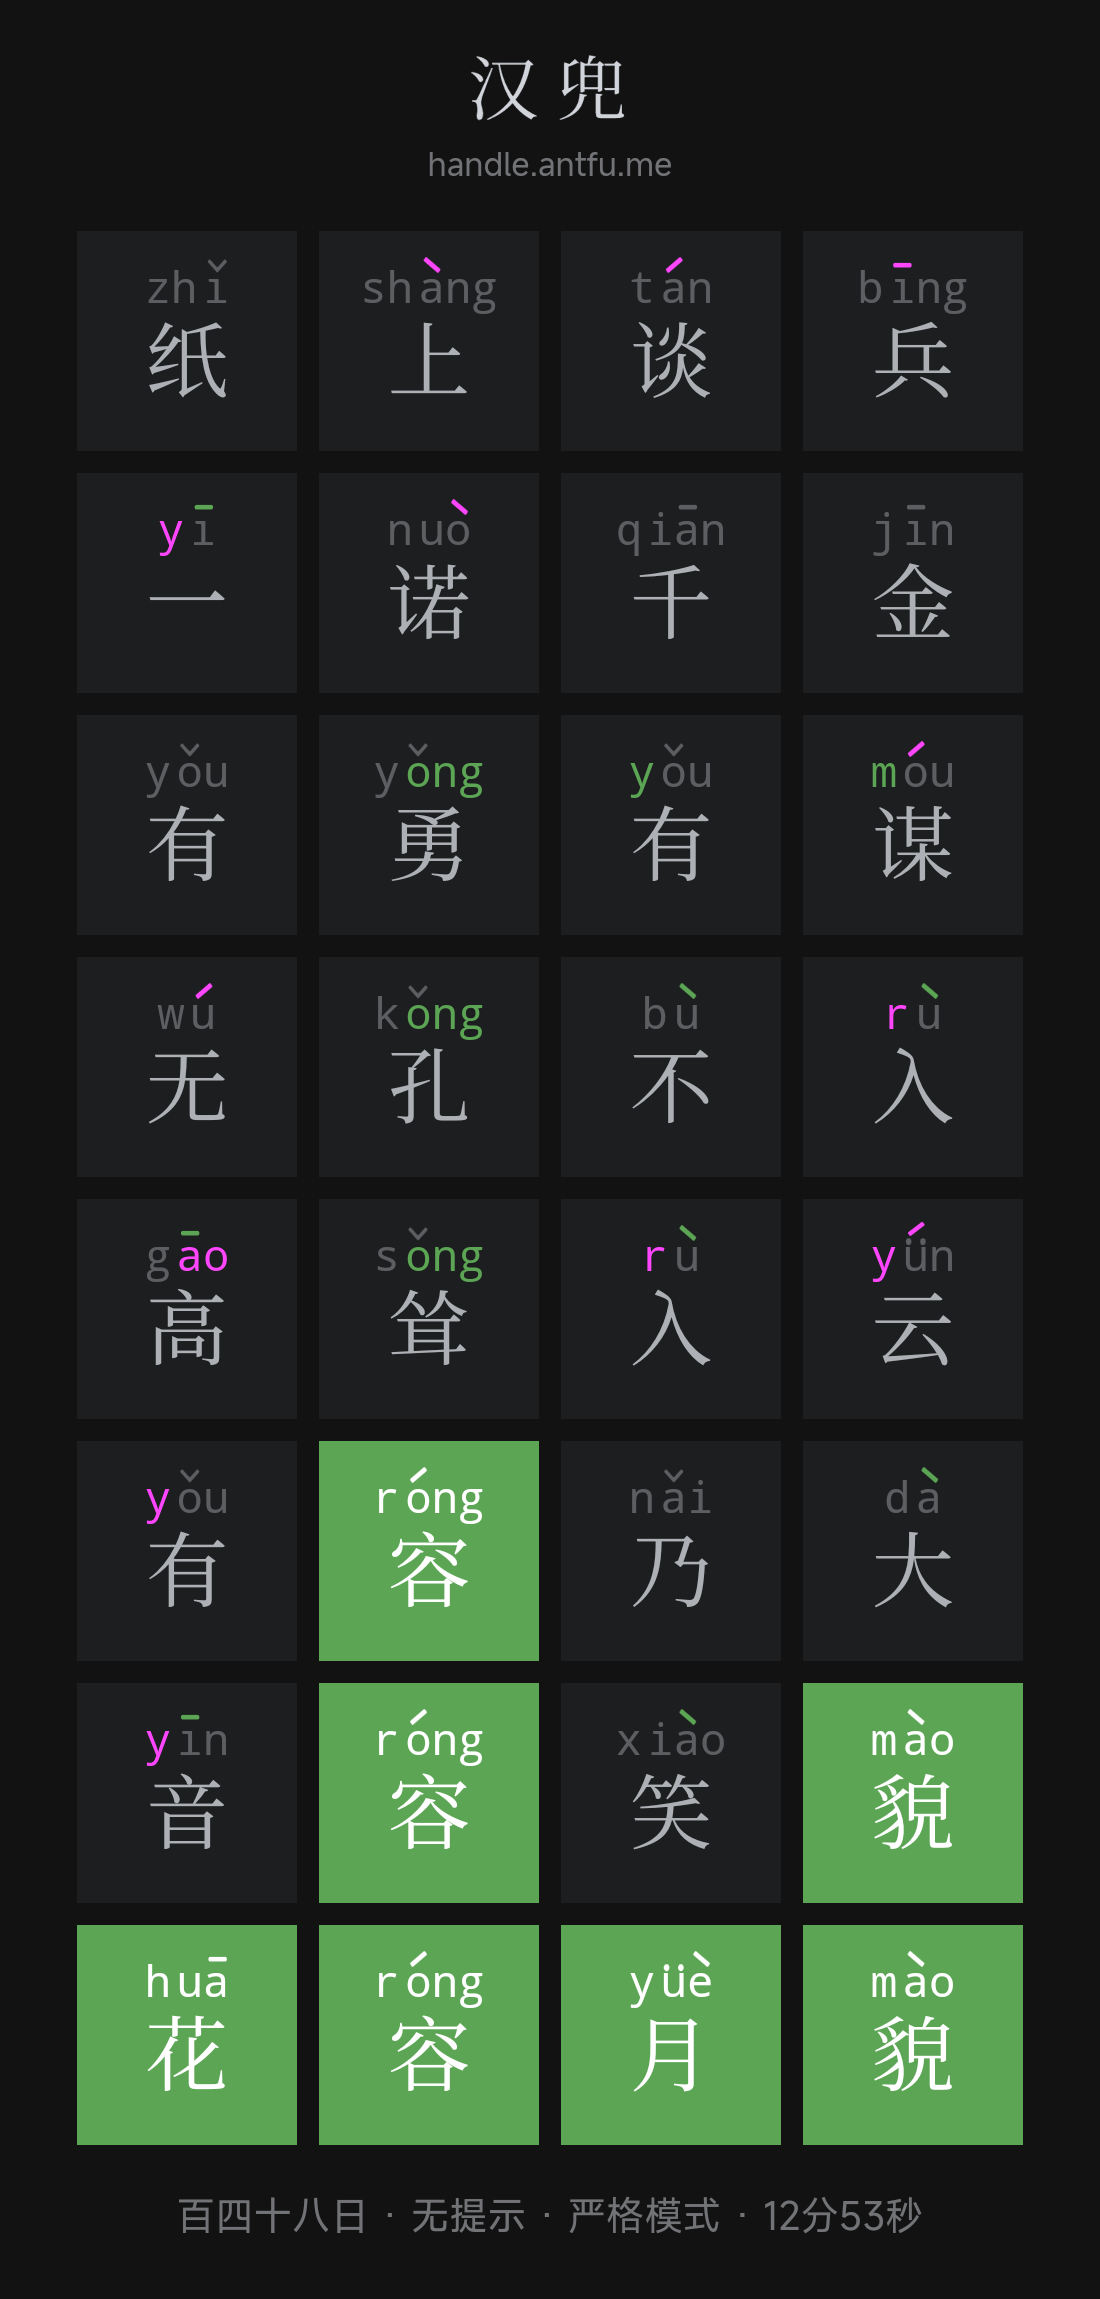 汉兜
handle.antfu.me
zhǐ shàng tán bīng
纸上谈兵
yī nuò qiān jīn
一诺千金
yǒu yǒng yǒu móu
有勇有谋
wú kǒng bù rù
无孔不入
gāo sǒng rù yǘn
高耸入云
yǒu róng nǎi dà
有容乃大
yīn róng xiào mào
音容笑貌
huā róng yüè mào
花容月貌
百四十八日 · 无提示 · 严格模式 · 12分53秒